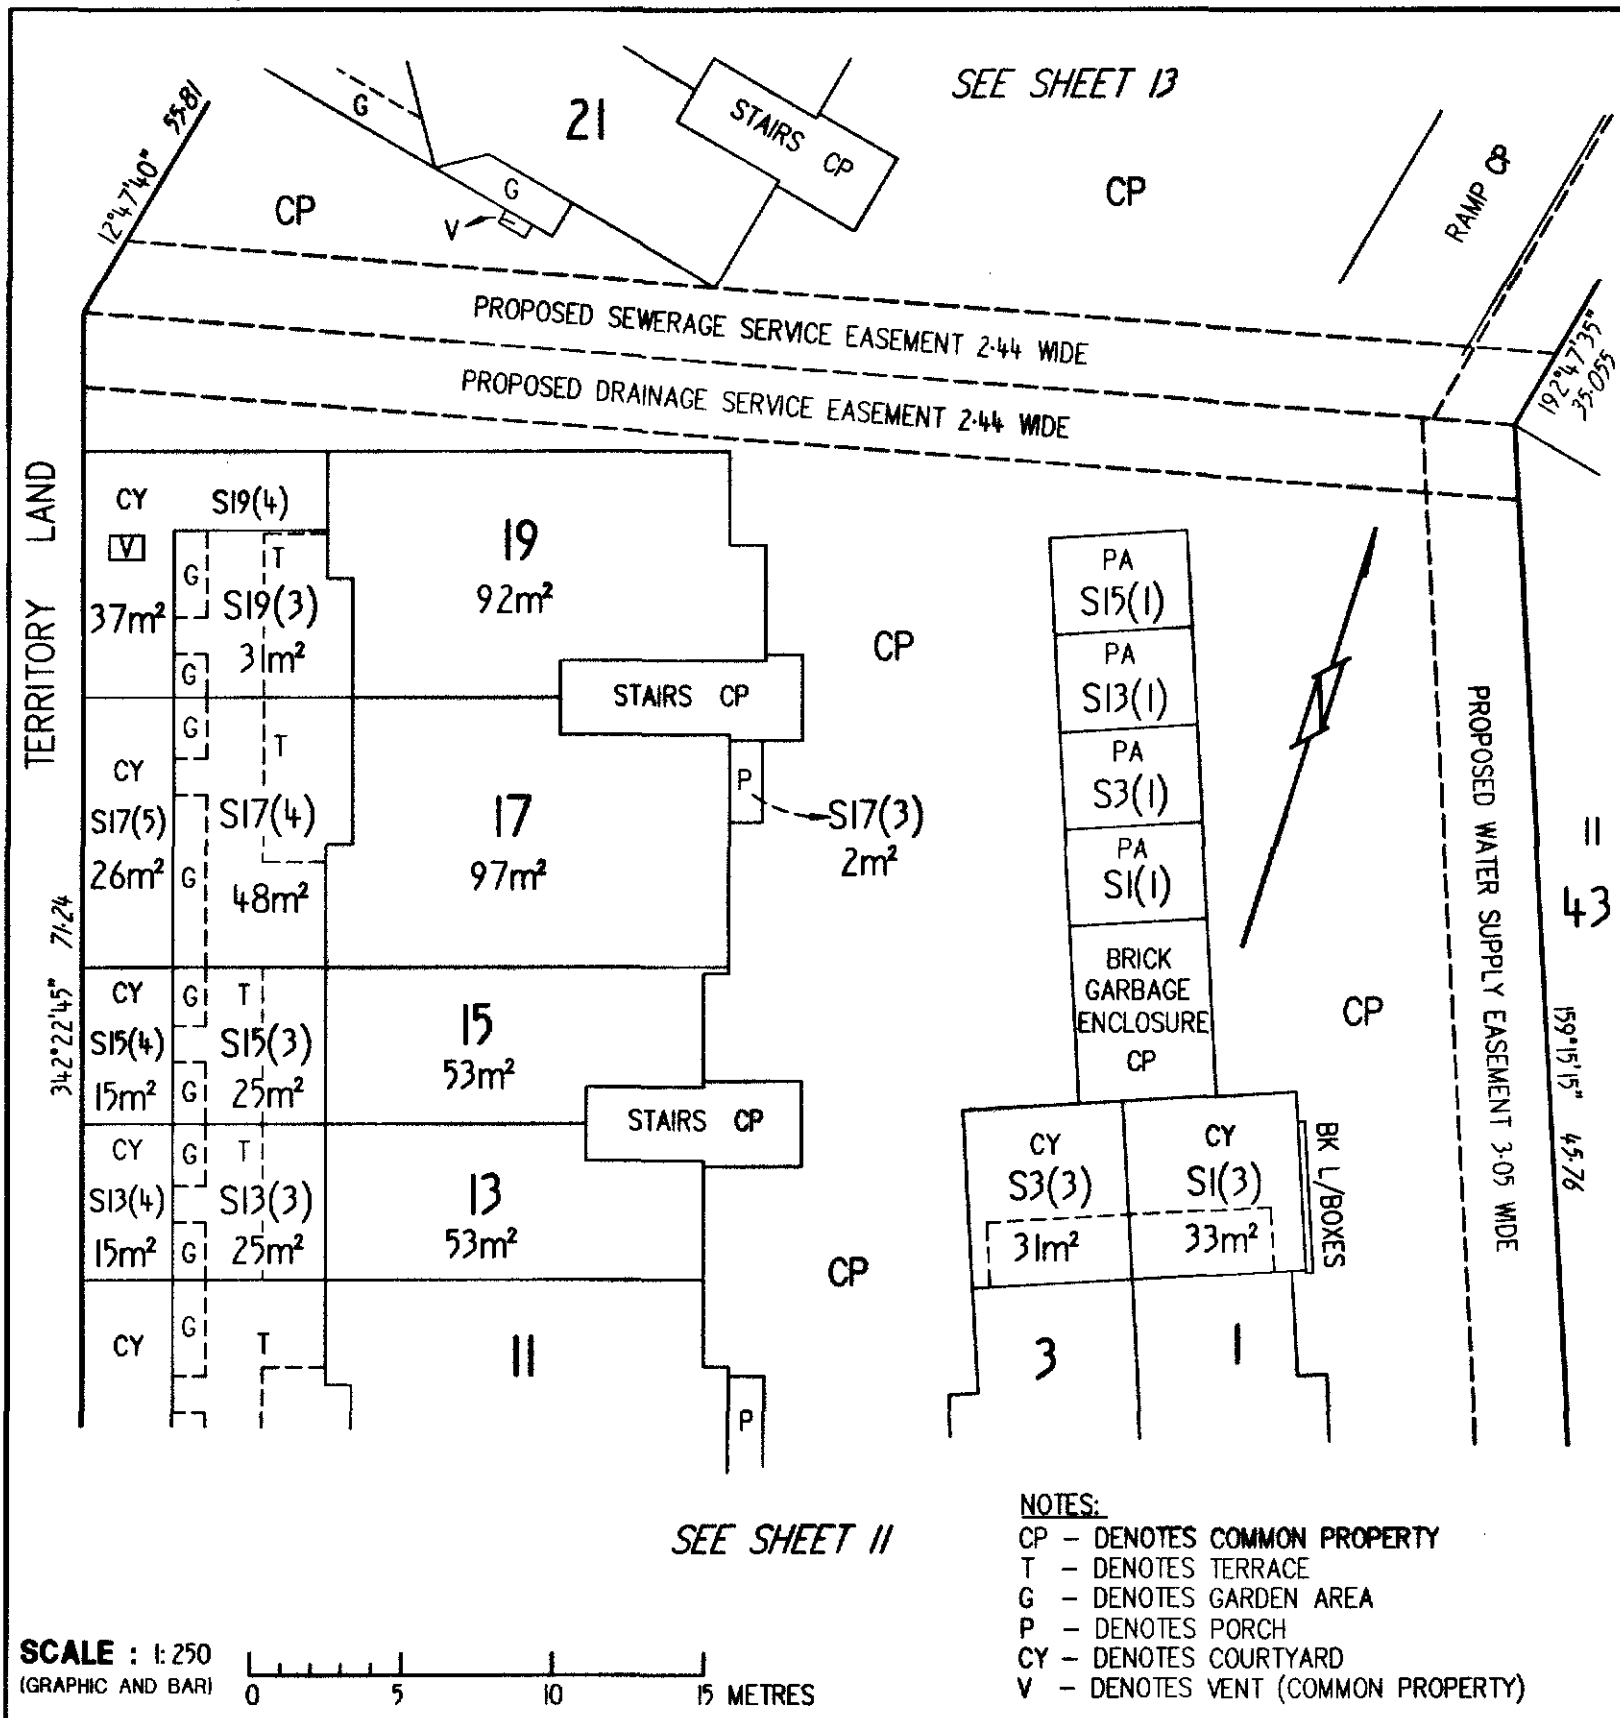 SEE SHEET 13
55·81
12°47'40"
G
21
STAIRS CP
CP
G
V
CP
RAMP CP
192°47'35"
35·055
PROPOSED SEWERAGE SERVICE EASEMENT 2·44 WIDE
PROPOSED DRAINAGE SERVICE EASEMENT 2·44 WIDE
TERRITORY LAND
342°22'45" 71·24
CY
S19(4)
V
37m²
G
T
S19(3)
31m²
G
19
92m²
STAIRS CP
CP
G
T
CY
S17(5)
26m²
G
S17(4)
48m²
17
97m²
P
S17(3)
2m²
CY
S15(4)
15m²
G
G
T
S15(3)
25m²
15
53m²
STAIRS CP
CY
S13(4)
15m²
G
G
T
S13(3)
25m²
13
53m²
CP
CY
G
T
11
P
PA
S15(1)
PA
S13(1)
PA
S3(1)
PA
S1(1)
BRICK
GARBAGE
ENCLOSURE
CP
CP
CY
S3(3)
31m²
CY
S1(3)
33m²
BK L/BOXES
3
1
PROPOSED WATER SUPPLY EASEMENT 3·05 WIDE
11
43
159°15'15" 45·76
SEE SHEET 11
NOTES:
CP – DENOTES COMMON PROPERTY
T – DENOTES TERRACE
G – DENOTES GARDEN AREA
P – DENOTES PORCH
CY – DENOTES COURTYARD
V – DENOTES VENT (COMMON PROPERTY)
SCALE : 1:250
(GRAPHIC AND BAR)
0 5 10 15 METRES